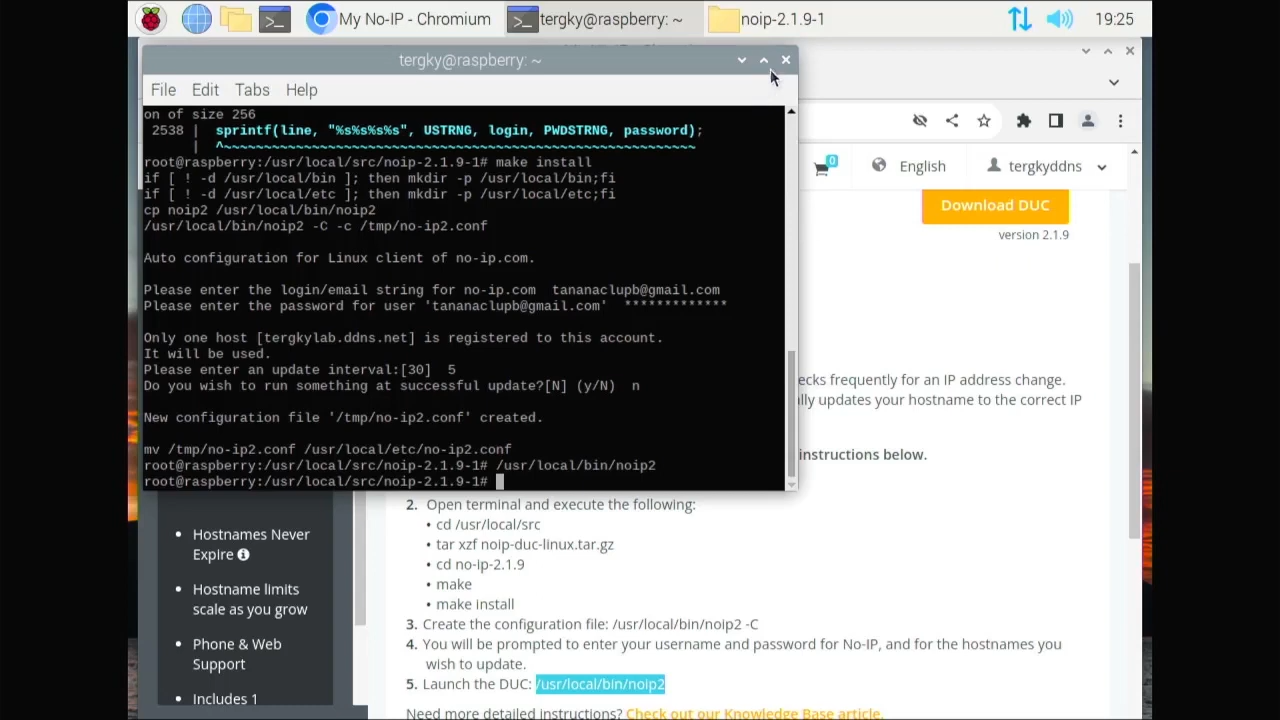 My No-IP - Chromium
tergky@raspberry: ~
noip-2.1.9-1
19:25
tergky@raspberry: ~
File Edit Tabs Help
on of size 256
2538 | sprintf(line, "%s%s%s%s", USTRNG, login, PWDSTRNG, password);
| ^~~~~~~~~~~~~~~~~~~~~~~~~~~~~~~~~~~~~~~~~~~~~~~~~~~~~~~~~~~
root@raspberry:/usr/local/src/noip-2.1.9-1# make install
if [ ! -d /usr/local/bin ]; then mkdir -p /usr/local/bin;fi
if [ ! -d /usr/local/etc ]; then mkdir -p /usr/local/etc;fi
cp noip2 /usr/local/bin/noip2
/usr/local/bin/noip2 -C -c /tmp/no-ip2.conf
Auto configuration for Linux client of no-ip.com.
Please enter the login/email string for no-ip.com tananaclupb@gmail.com
Please enter the password for user 'tananaclupb@gmail.com' *************
Only one host [tergkylab.ddns.net] is registered to this account.
It will be used.
Please enter an update interval:[30] 5
Do you wish to run something at successful update?[N] (y/N) n
New configuration file '/tmp/no-ip2.conf' created.
mv /tmp/no-ip2.conf /usr/local/etc/no-ip2.conf
root@raspberry:/usr/local/src/noip-2.1.9-1# /usr/local/bin/noip2
root@raspberry:/usr/local/src/noip-2.1.9-1#
0
English
tergkyddns
Download DUC
version 2.1.9
ecks frequently for an IP address change.
lly updates your hostname to the correct IP
instructions below.
2. Open terminal and execute the following:
• cd /usr/local/src
• tar xzf noip-duc-linux.tar.gz
• cd no-ip-2.1.9
• make
• make install
3. Create the configuration file: /usr/local/bin/noip2 -C
4. You will be prompted to enter your username and password for No-IP, and for the hostnames you
wish to update.
5. Launch the DUC: /usr/local/bin/noip2
Need more detailed instructions? Check out our Knowledge Base article.
• Hostnames Never
Expire
• Hostname limits
scale as you grow
• Phone & Web
Support
• Includes 1